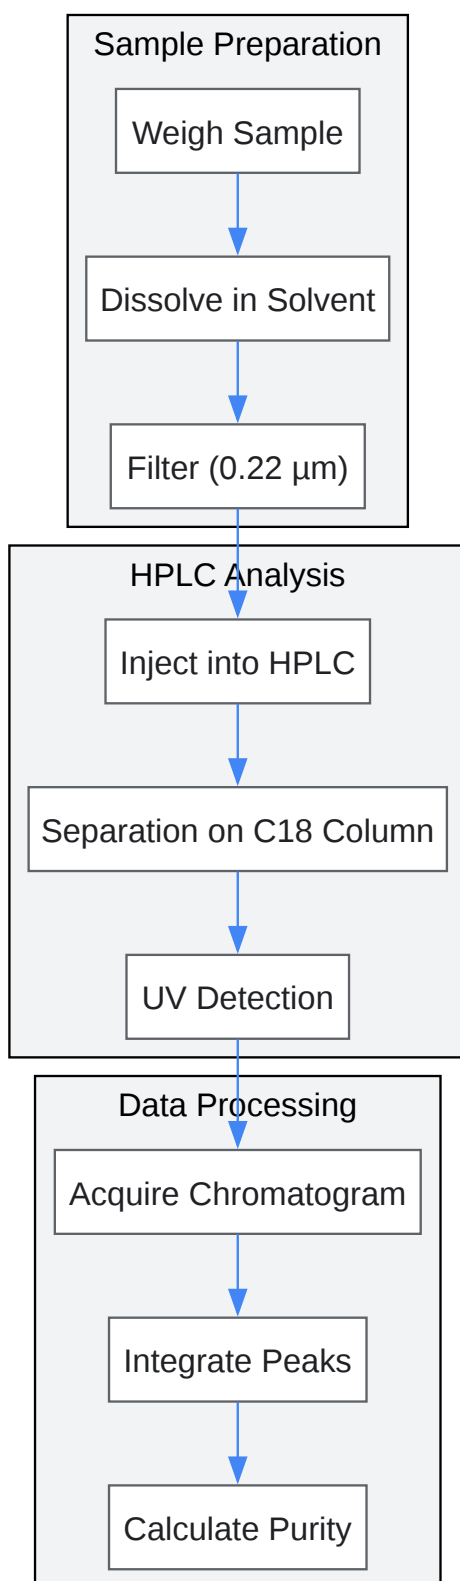 Sample Preparation
Weigh Sample
Dissolve in Solvent
Filter (0.22 µm)
HPLC Analysis
Inject into HPLC
Separation on C18 Column
UV Detection
Data Processing
Acquire Chromatogram
Integrate Peaks
Calculate Purity